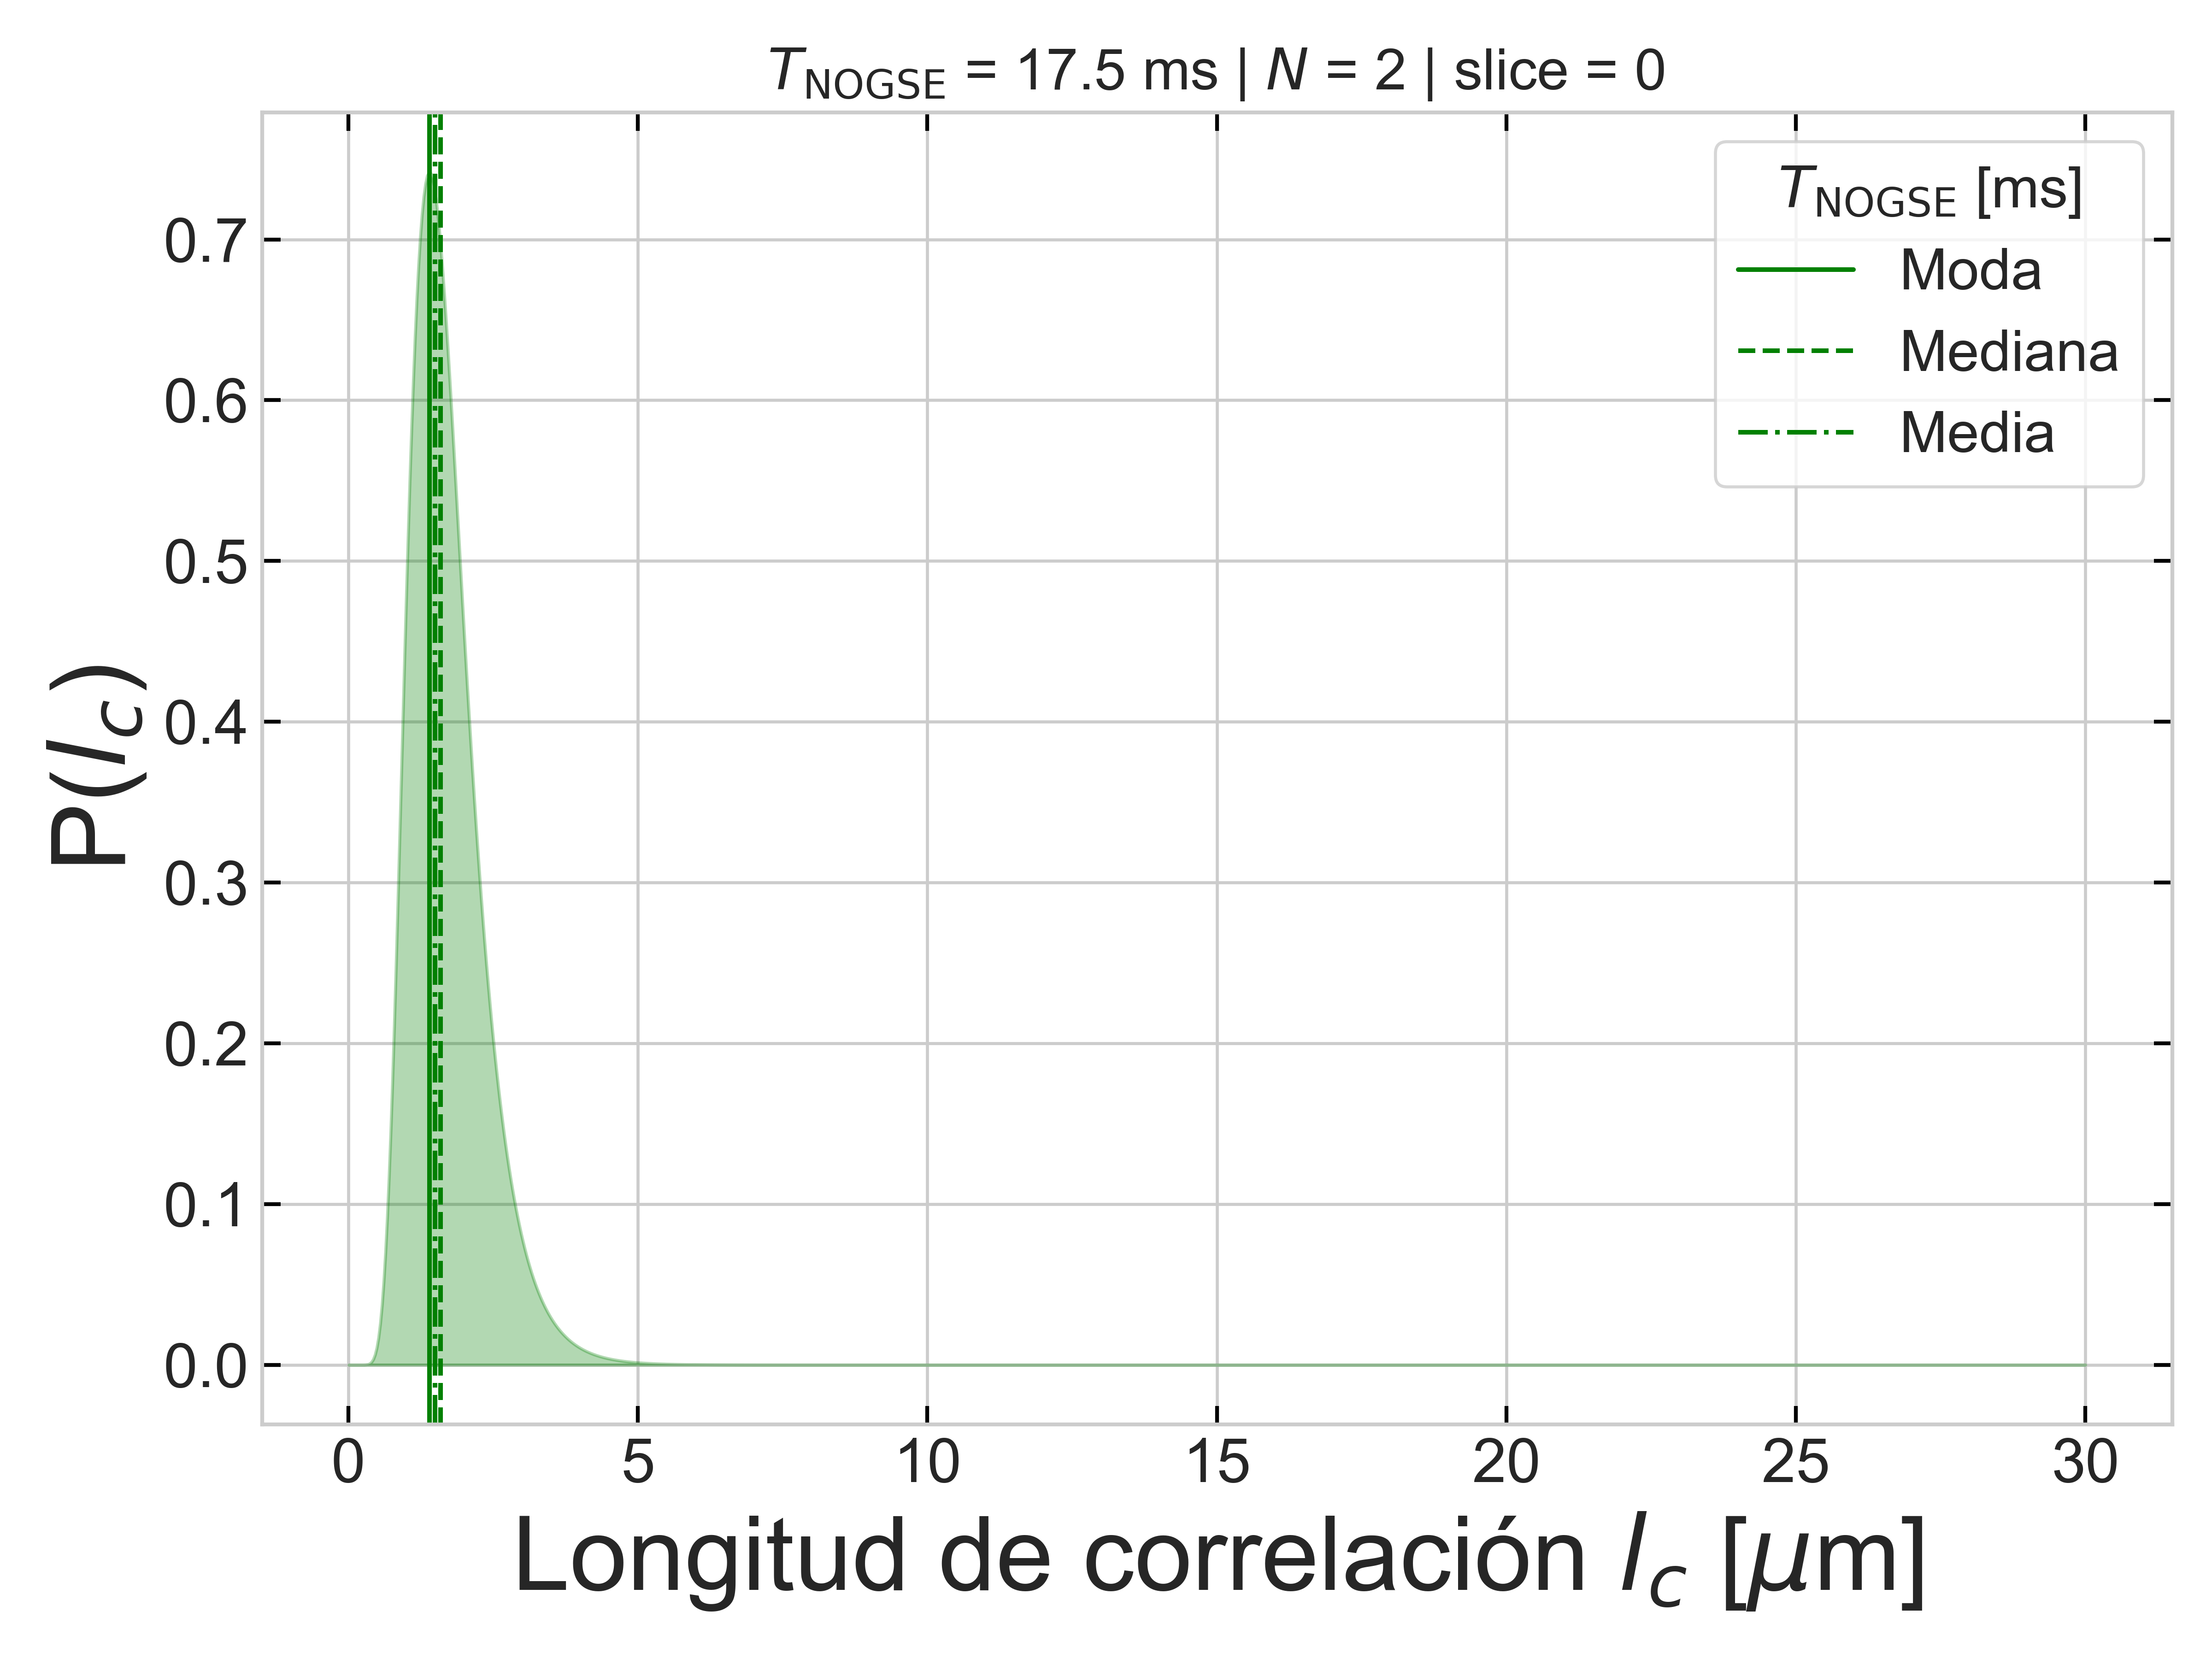 T_NOGSE = 17.5 ms | N = 2 | slice = 0
T_NOGSE [ms]
Moda
Mediana
Media
P(l_c)
0.7
0.6
0.5
0.4
0.3
0.2
0.1
0.0
0 5 10 15 20 25 30
Longitud de correlación l_c [μm]